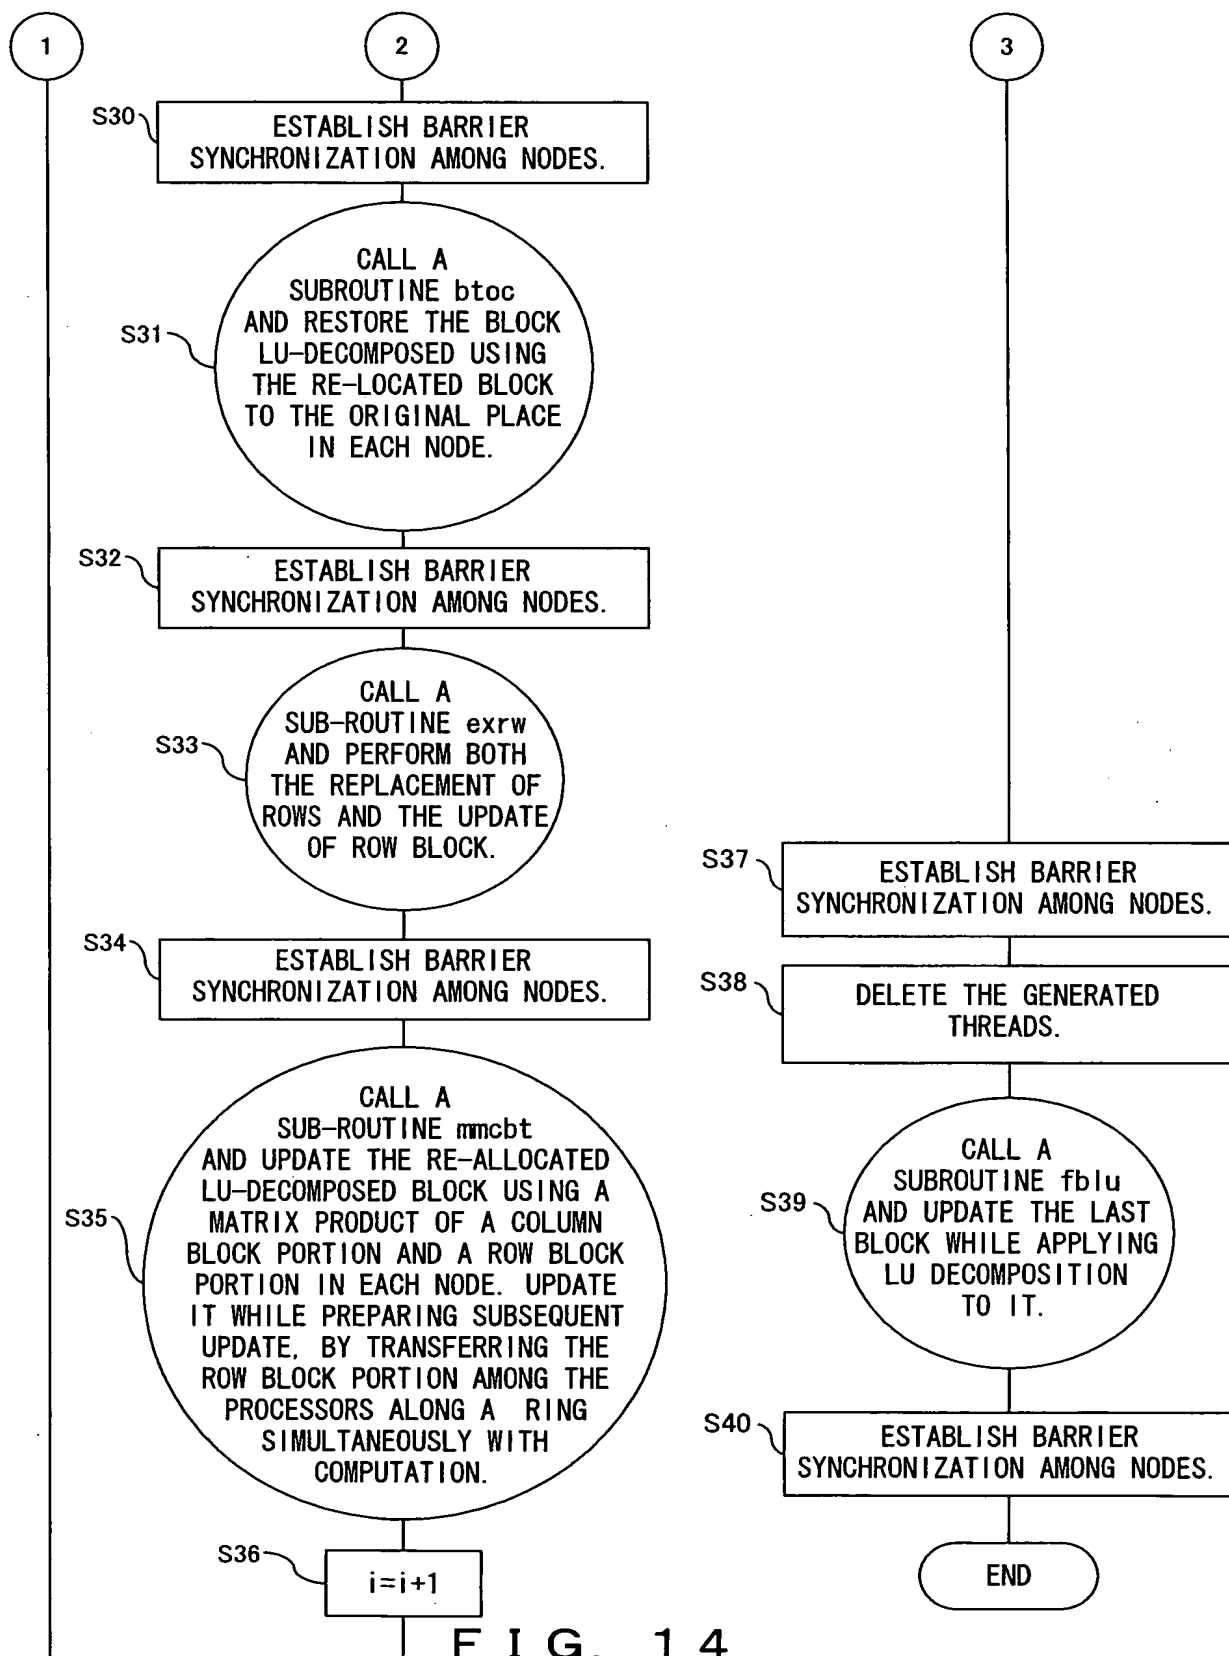 1
2
3
S30
ESTABLISH BARRIER
SYNCHRONIZATION AMONG NODES.
S31
CALL A
SUBROUTINE btoc
AND RESTORE THE BLOCK
LU-DECOMPOSED USING
THE RE-LOCATED BLOCK
TO THE ORIGINAL PLACE
IN EACH NODE.
S32
ESTABLISH BARRIER
SYNCHRONIZATION AMONG NODES.
S33
CALL A
SUB-ROUTINE exrw
AND PERFORM BOTH
THE REPLACEMENT OF
ROWS AND THE UPDATE
OF ROW BLOCK.
S34
ESTABLISH BARRIER
SYNCHRONIZATION AMONG NODES.
S35
CALL A
SUB-ROUTINE mmcbt
AND UPDATE THE RE-ALLOCATED
LU-DECOMPOSED BLOCK USING A
MATRIX PRODUCT OF A COLUMN
BLOCK PORTION AND A ROW BLOCK
PORTION IN EACH NODE. UPDATE
IT WHILE PREPARING SUBSEQUENT
UPDATE, BY TRANSFERRING THE
ROW BLOCK PORTION AMONG THE
PROCESSORS ALONG A RING
SIMULTANEOUSLY WITH
COMPUTATION.
S36
i=i+1
S37
ESTABLISH BARRIER
SYNCHRONIZATION AMONG NODES.
S38
DELETE THE GENERATED
THREADS.
S39
CALL A
SUBROUTINE fblu
AND UPDATE THE LAST
BLOCK WHILE APPLYING
LU DECOMPOSITION
TO IT.
S40
ESTABLISH BARRIER
SYNCHRONIZATION AMONG NODES.
END
FIG. 14